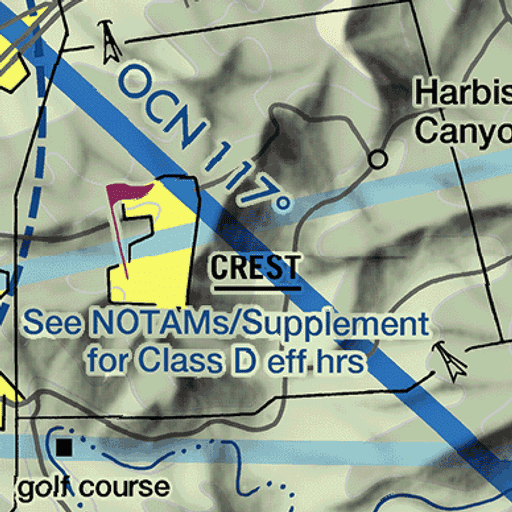 OCN 117°
Harbis
Canyo
CREST
See NOTAMs/Supplement
for Class D eff hrs
golf course